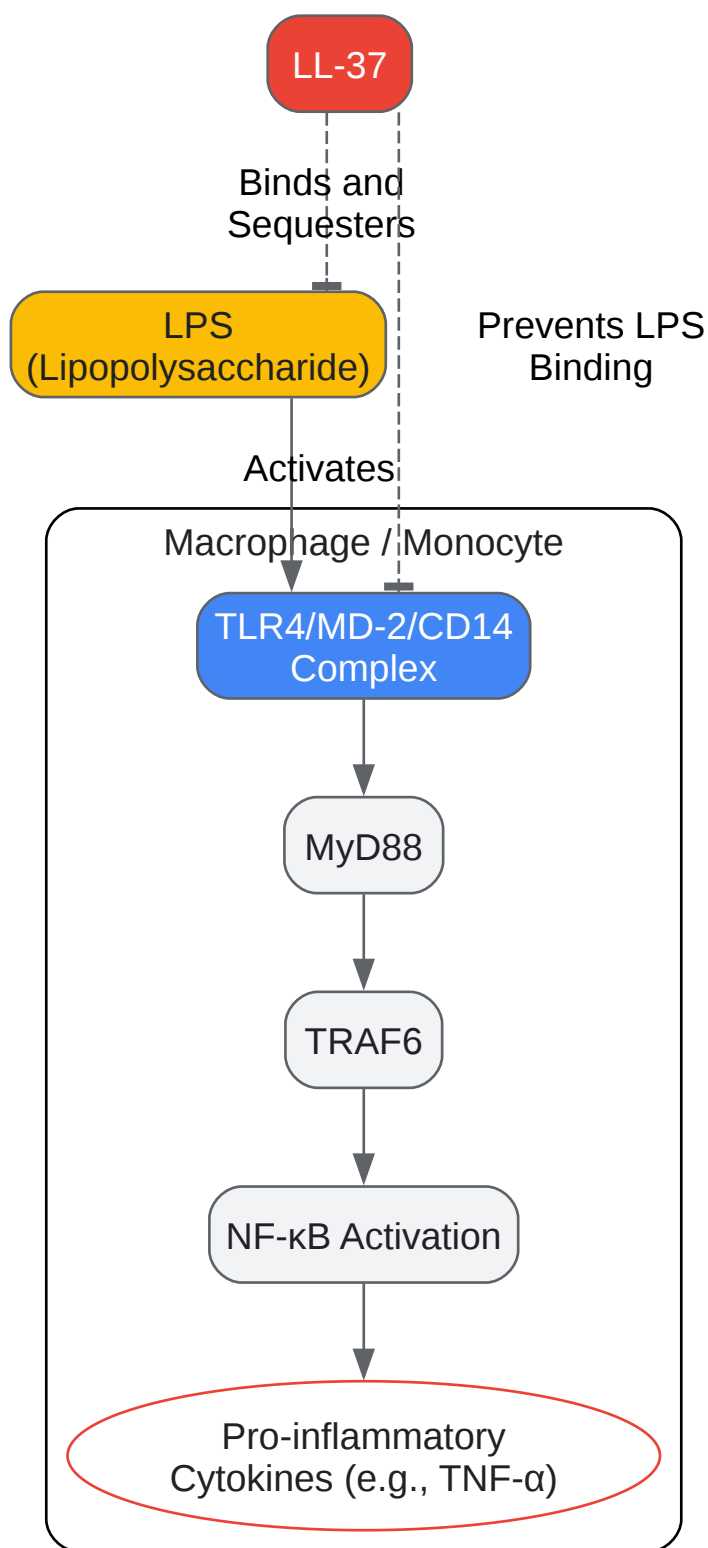 LL-37
Binds and
Sequesters
LPS
(Lipopolysaccharide)
Prevents LPS
Binding
Activates
Macrophage / Monocyte
TLR4/MD-2/CD14
Complex
MyD88
TRAF6
NF-κB Activation
Pro-inflammatory
Cytokines (e.g., TNF-α)